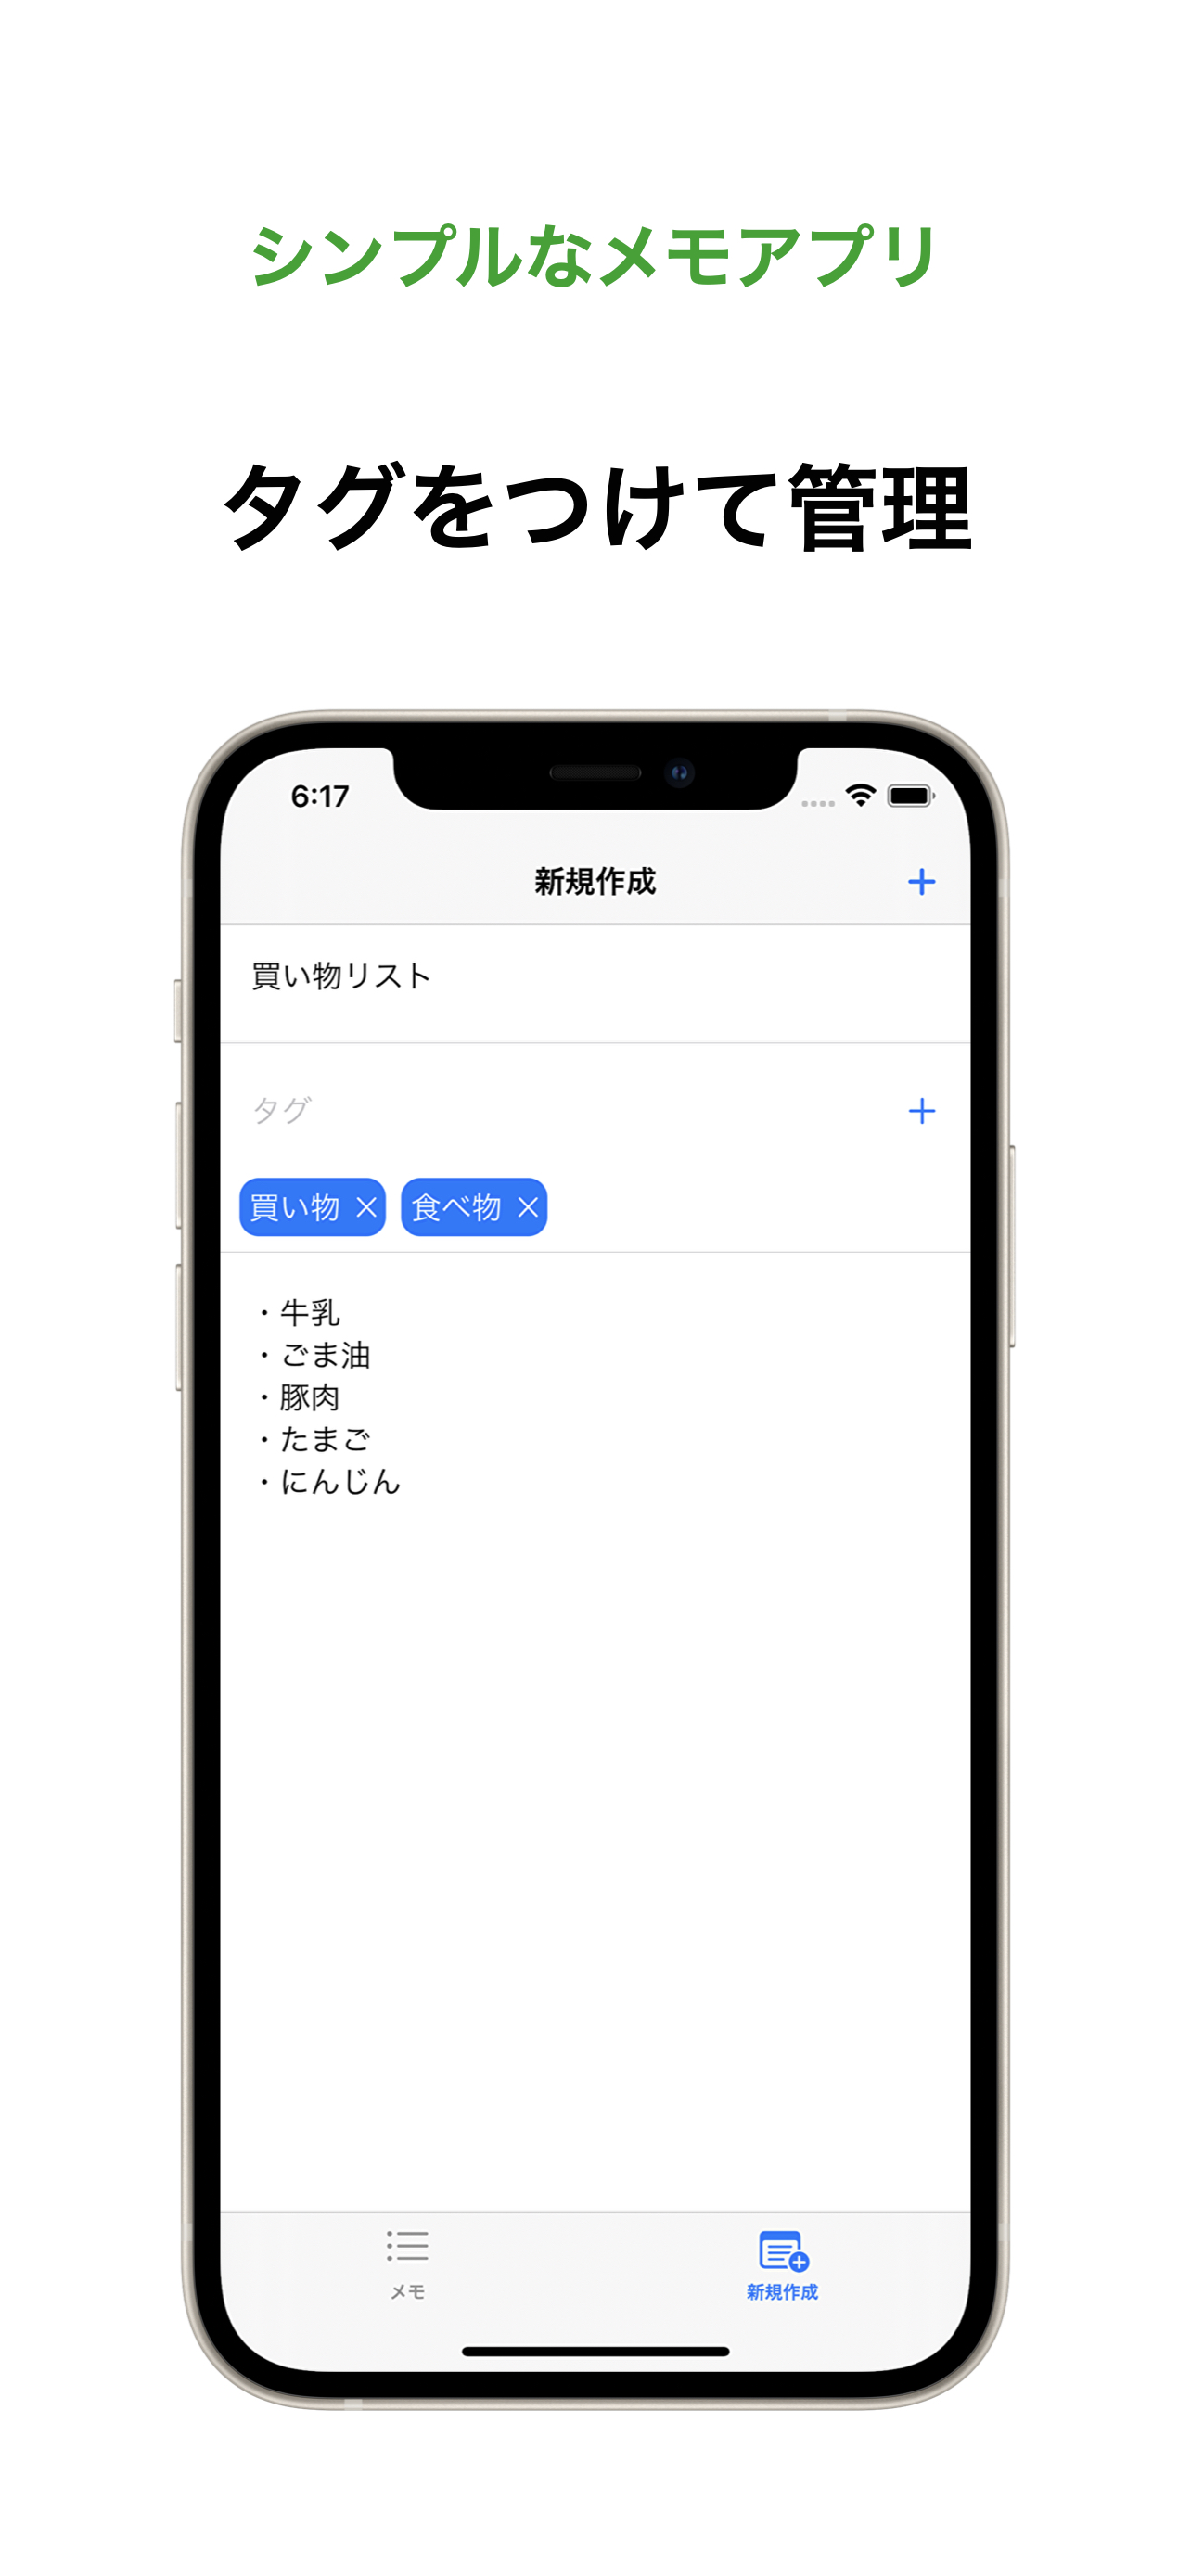 シンプルなメモアプリ
タグをつけて管理
6:17
新規作成
買い物リスト
タグ
買い物 食べ物
・牛乳
・ごま油
・豚肉
・たまご
・にんじん
メモ 新規作成